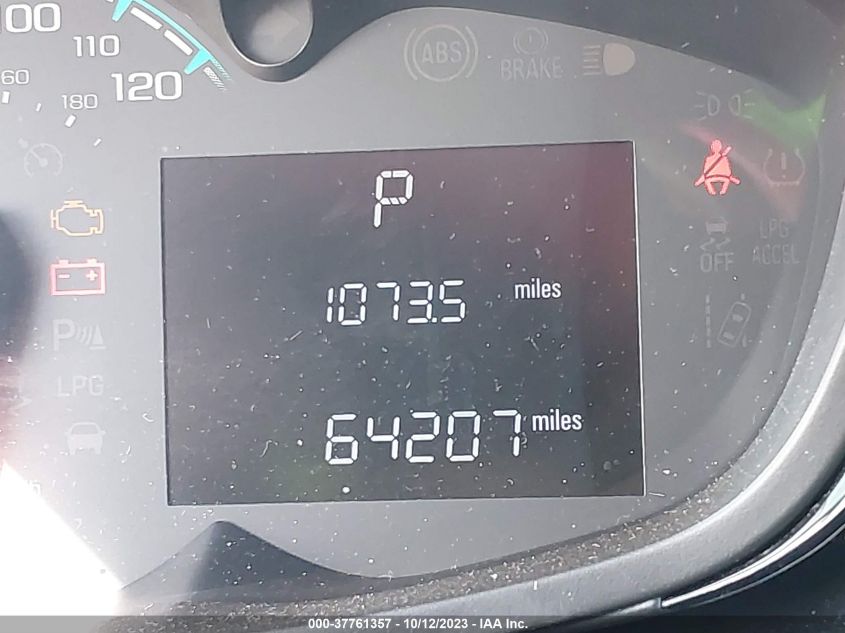 100
110
120
160
180
ABS
BRAKE
P
1073.5 miles
64207 miles
P
LPG
LPG
ACCEL
OFF
000-37761357 - 10/12/2023 - IAA Inc.